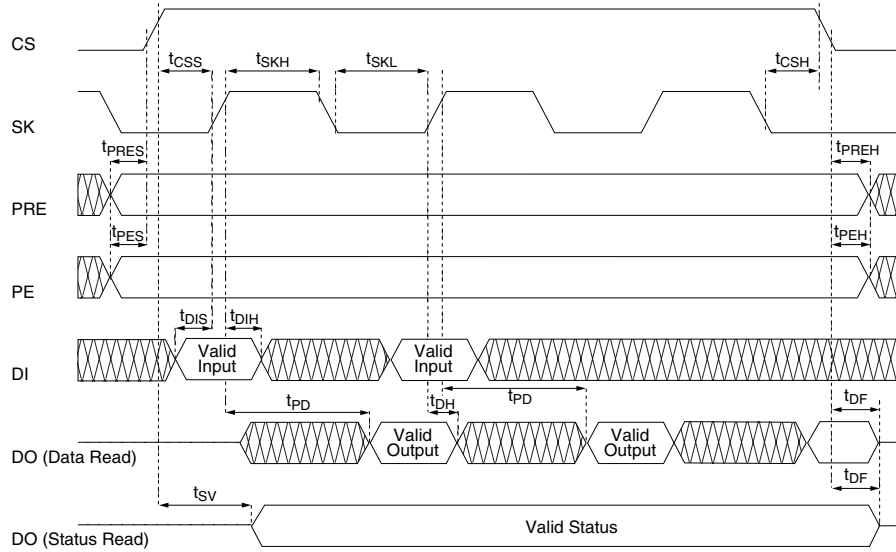 CS
tCSS
tSKH
tSKL
tCSH
SK
tPRES
tPREH
PRE
tPES
tPEH
PE
tDIS
tDIH
Valid Input
Valid Input
DI
tPD
tDH
tPD
tDF
Valid Output
Valid Output
DO (Data Read)
tDF
tSV
Valid Status
DO (Status Read)